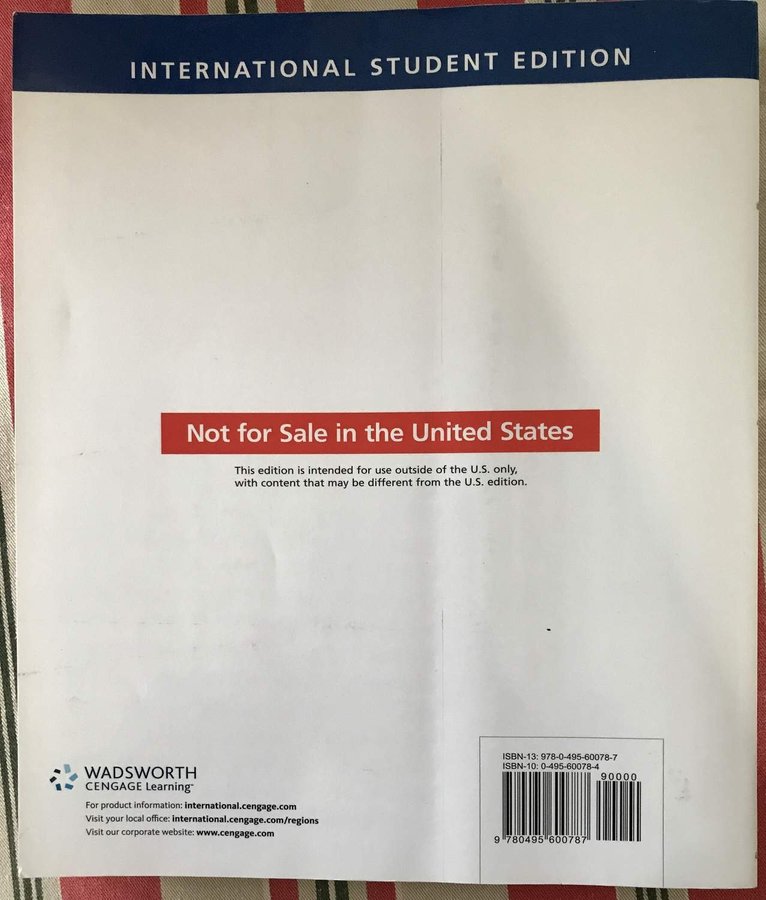 INTERNATIONAL STUDENT EDITION
Not for Sale in the United States
This edition is intended for use outside of the U.S. only,
with content that may be different from the U.S. edition.
WADSWORTH
CENGAGE Learning™
For product information: international.cengage.com
Visit your local office: international.cengage.com/regions
Visit our corporate website: www.cengage.com
ISBN-13: 978-0-495-60078-7
ISBN-10: 0-495-60078-4
90000
9 780495 600787